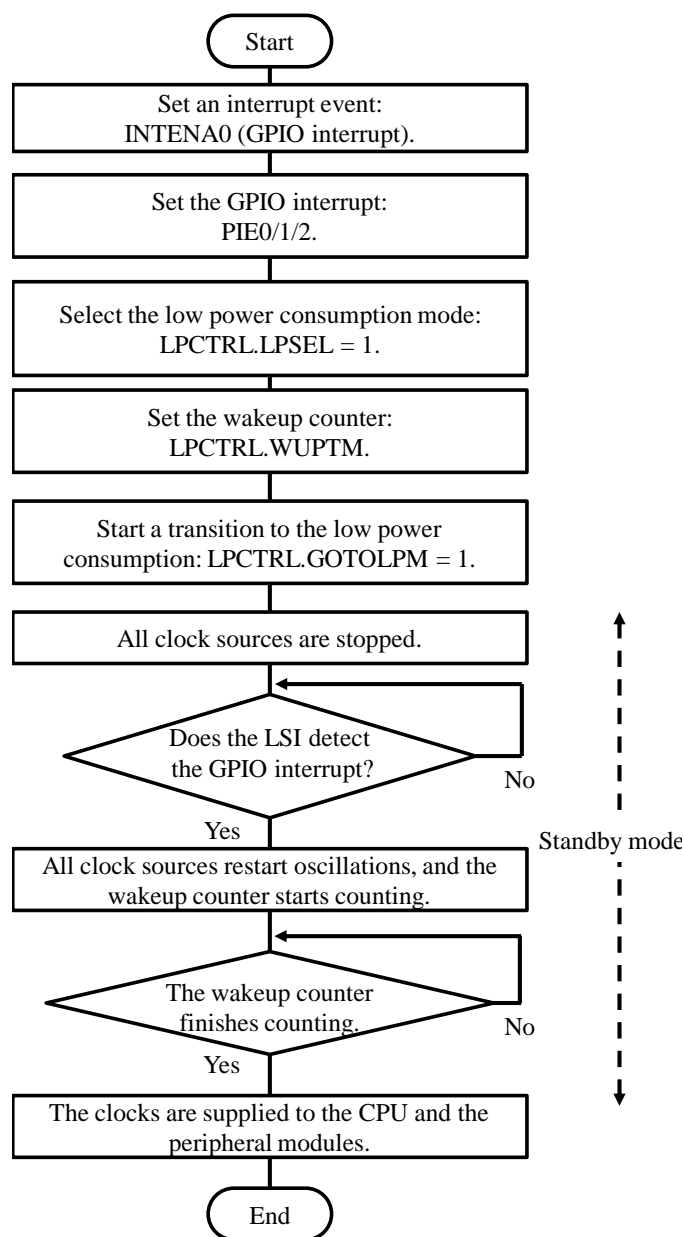 Start
Set an interrupt event:
INTENA0 (GPIO interrupt).
Set the GPIO interrupt:
PIE0/1/2.
Select the low power consumption mode:
LPCTRL.LPSEL = 1.
Set the wakeup counter:
LPCTRL.WUPTM.
Start a transition to the low power
consumption: LPCTRL.GOTOLPM = 1.
All clock sources are stopped.
Does the LSI detect
the GPIO interrupt?
No
Yes
Standby mode
All clock sources restart oscillations, and the
wakeup counter starts counting.
The wakeup counter
finishes counting.
No
Yes
The clocks are supplied to the CPU and the
peripheral modules.
End